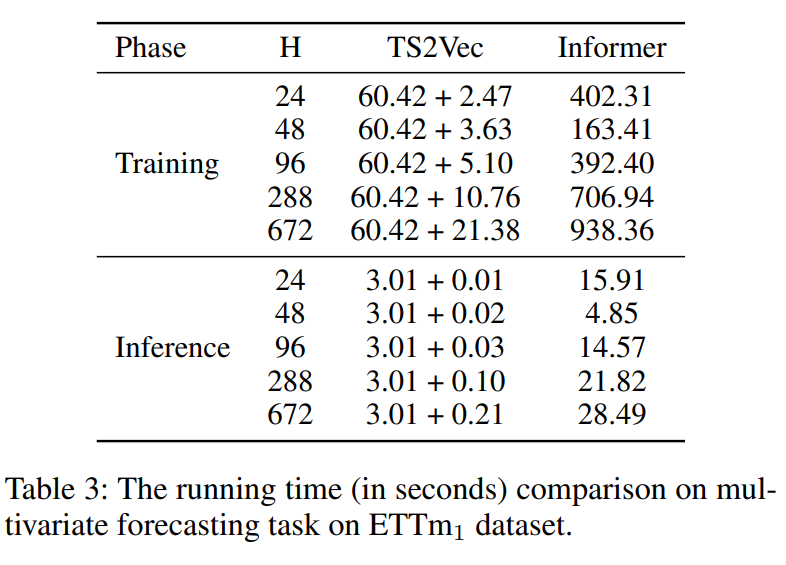 Phase H TS2Vec Informer
24 60.42 + 2.47 402.31
48 60.42 + 3.63 163.41
Training 96 60.42 + 5.10 392.40
288 60.42 + 10.76 706.94
672 60.42 + 21.38 938.36
24 3.01 + 0.01 15.91
48 3.01 + 0.02 4.85
Inference 96 3.01 + 0.03 14.57
288 3.01 + 0.10 21.82
672 3.01 + 0.21 28.49
Table 3: The running time (in seconds) comparison on mul-
tivariate forecasting task on ETTm₁ dataset.